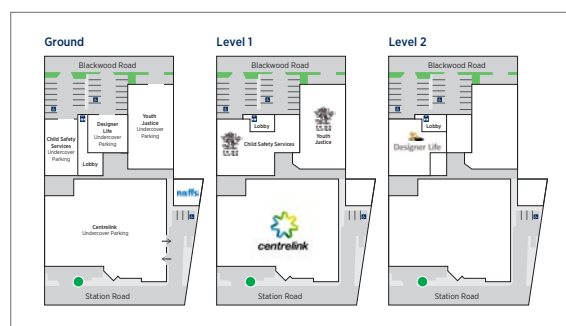 Ground
Blackwood Road
Child Safety
Services
Undercover
Parking
Designer
Life
Undercover
Parking
Youth
Justice
Undercover
Parking
Lobby
naffs
Centrelink
Undercover Parking
Station Road
Level 1
Blackwood Road
Lobby
Child Safety Services
Youth
Justice
centrelink
Station Road
Level 2
Blackwood Road
Lobby
Designer Life
Station Road